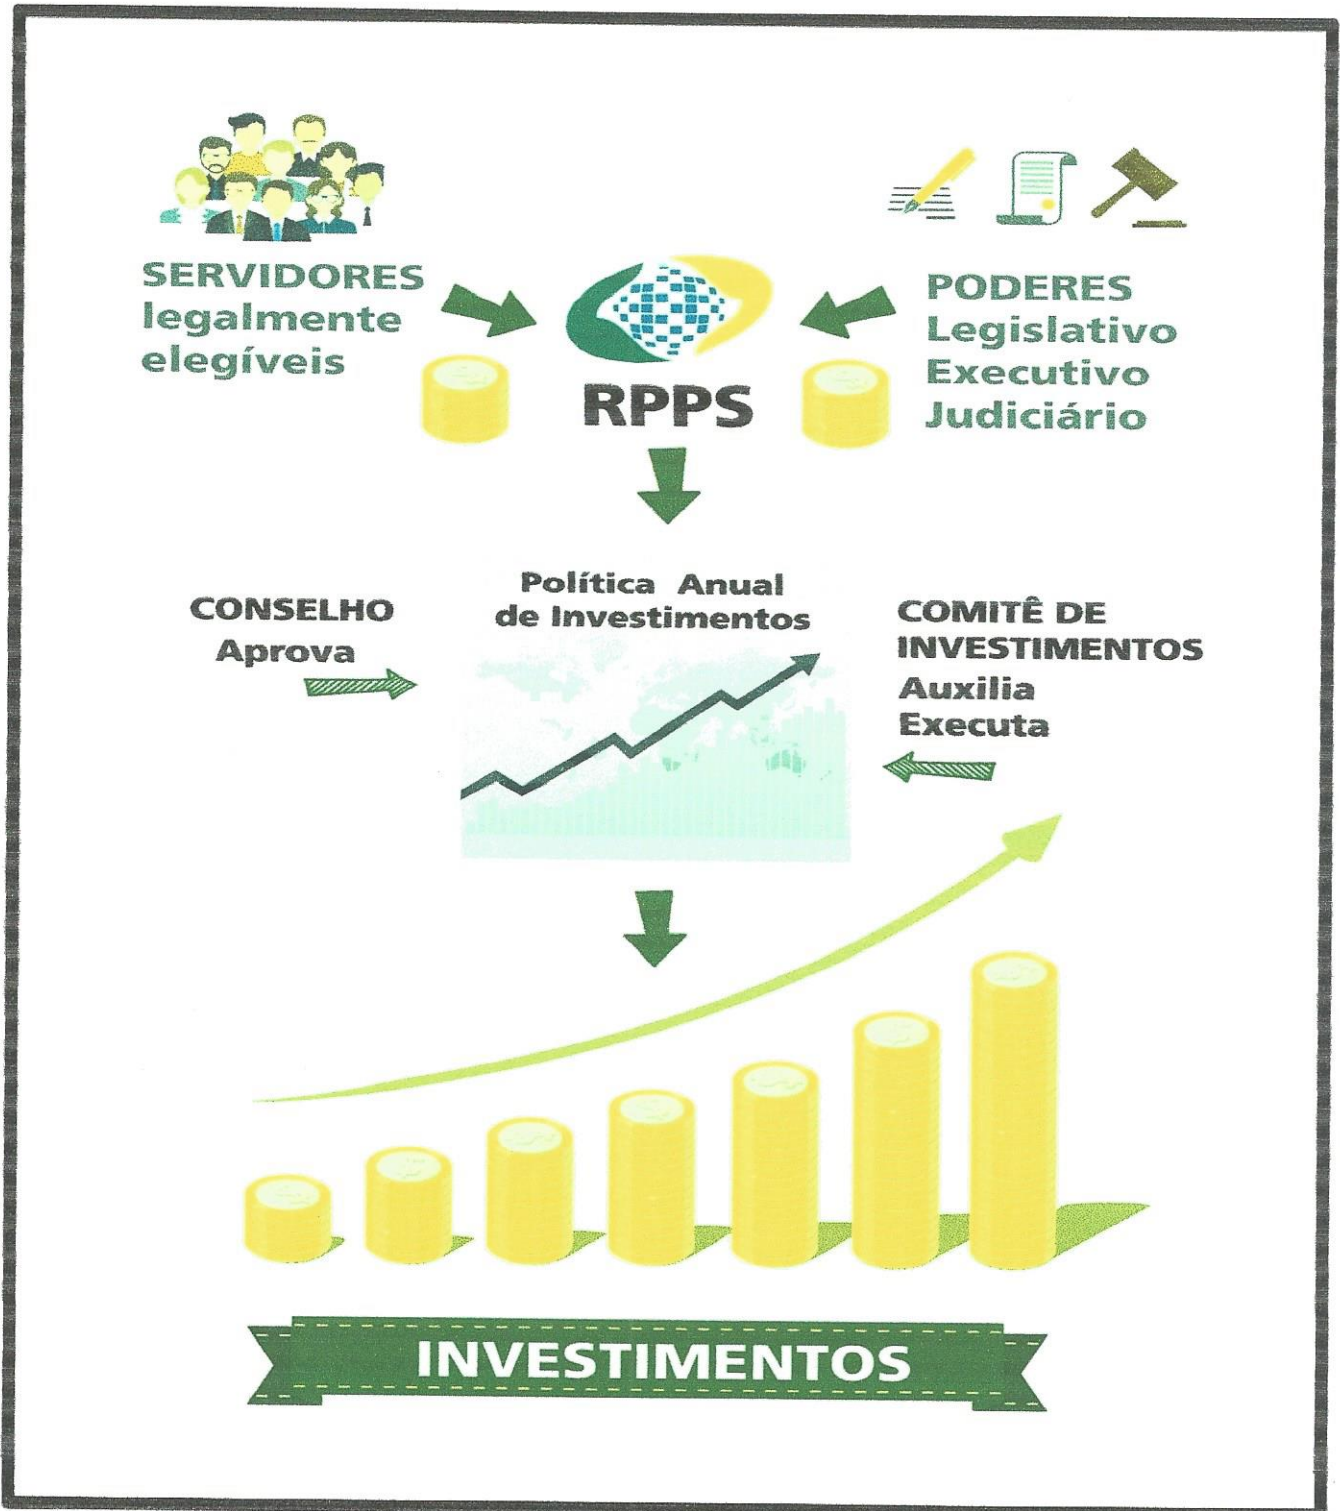 SERVIDORES
legalmente
elegíveis
RPPS
PODERES
Legislativo
Executivo
Judiciário
Política Anual
de Investimentos
CONSELHO
Aprova
COMITÊ DE
INVESTIMENTOS
Auxilia
Executa
INVESTIMENTOS